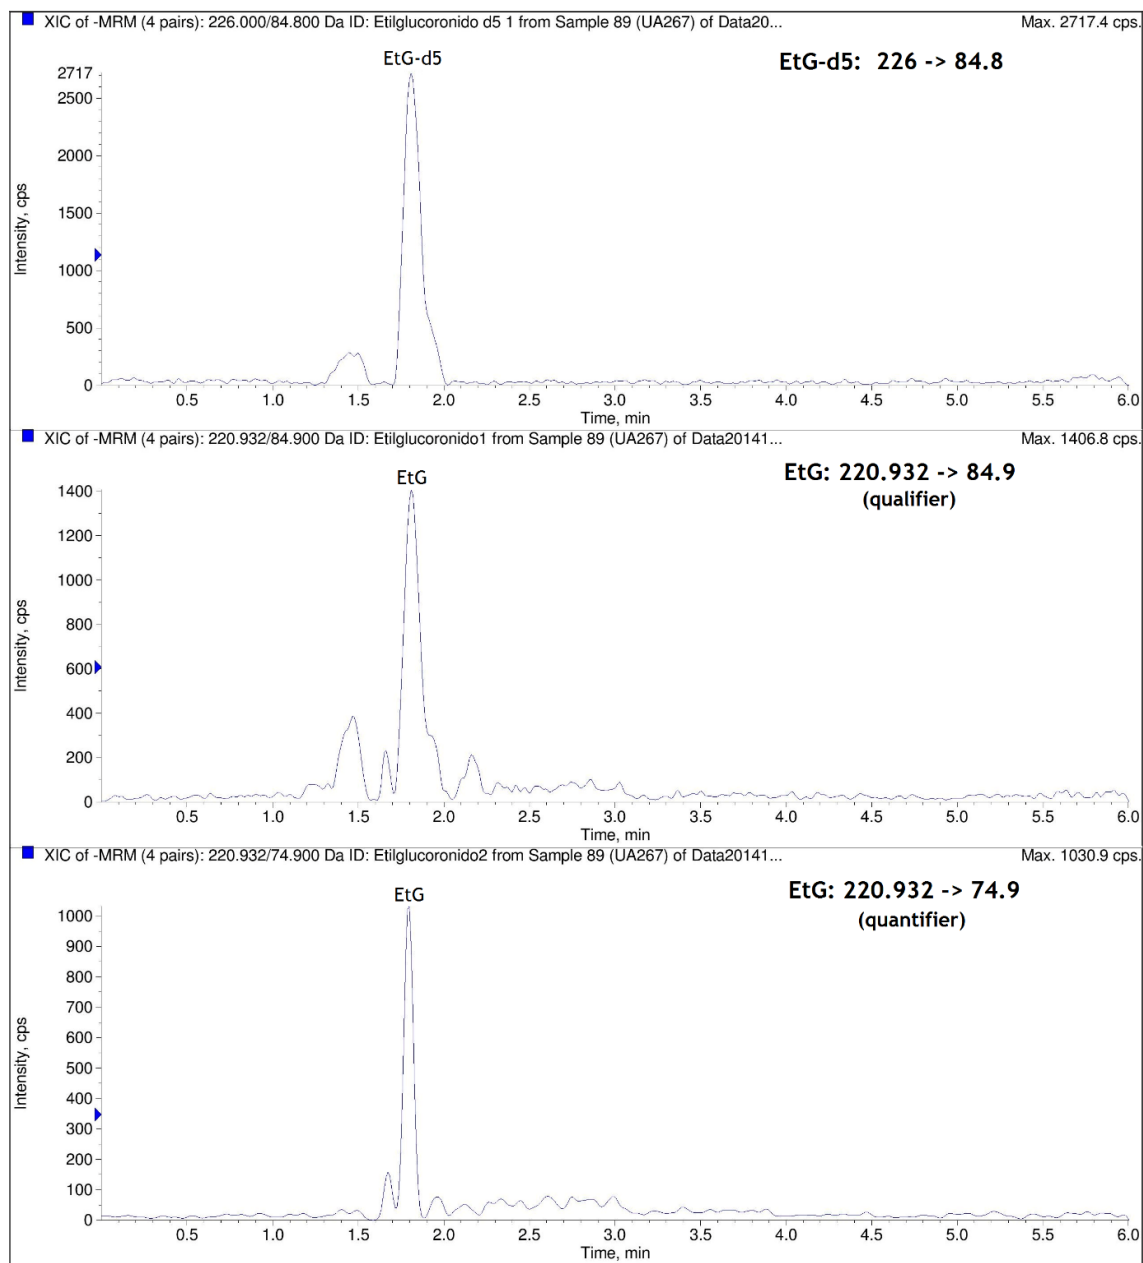 XIC of -MRM (4 pairs): 226.000/84.800 Da ID: Etilglucoronido d5 1 from Sample 89 (UA267) of Data20... Max. 2717.4 cps.
EtG-d5
EtG-d5: 226 -> 84.8
2717
2500
2000
1500
1000
500
0
Intensity, cps
0.5 1.0 1.5 2.0 2.5 3.0 3.5 4.0 4.5 5.0 5.5 6.0
Time, min
XIC of -MRM (4 pairs): 220.932/84.900 Da ID: Etilglucoronido1 from Sample 89 (UA267) of Data20141... Max. 1406.8 cps.
EtG
EtG: 220.932 -> 84.9
(qualifier)
1400
1200
1000
800
600
400
200
0
Intensity, cps
0.5 1.0 1.5 2.0 2.5 3.0 3.5 4.0 4.5 5.0 5.5 6.0
Time, min
XIC of -MRM (4 pairs): 220.932/74.900 Da ID: Etilglucoronido2 from Sample 89 (UA267) of Data20141... Max. 1030.9 cps.
EtG
EtG: 220.932 -> 74.9
(quantifier)
1000
900
800
700
600
500
400
300
200
100
0
Intensity, cps
0.5 1.0 1.5 2.0 2.5 3.0 3.5 4.0 4.5 5.0 5.5 6.0
Time, min